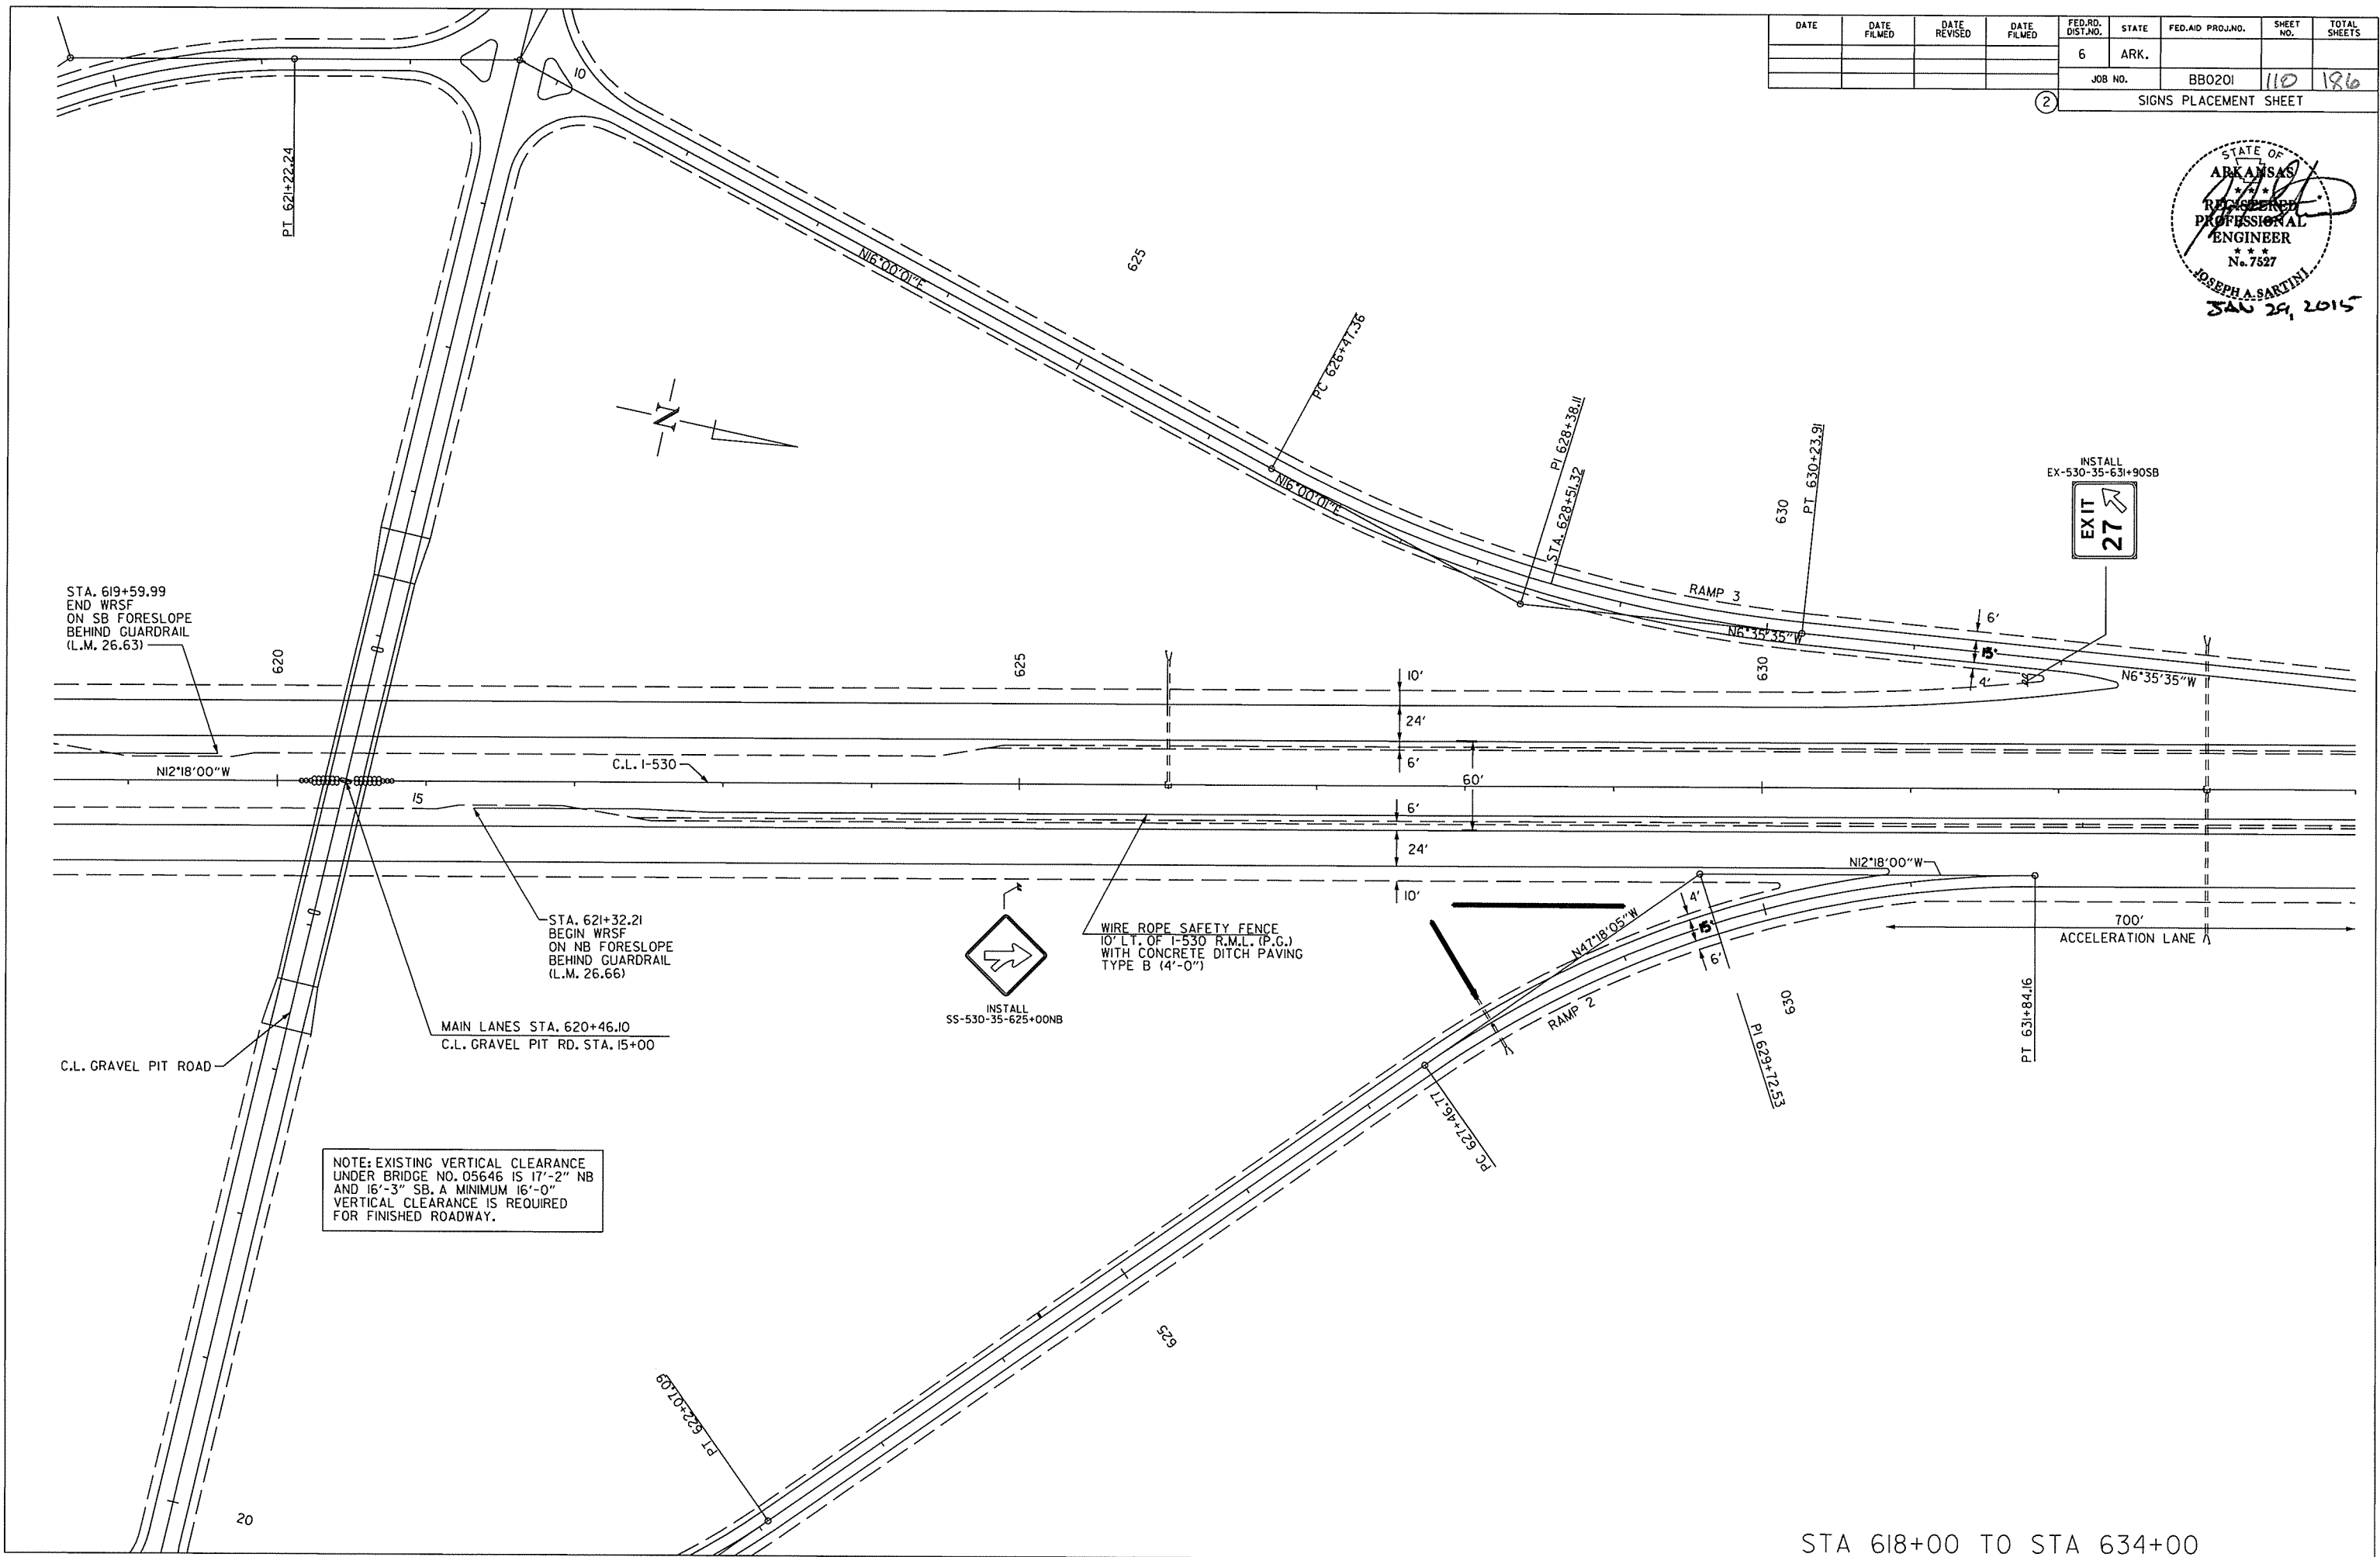 DATE
DATE FILMED
DATE REVISED
DATE FILMED
FED.RD. DIST.NO.
STATE
FED.AID PROJ.NO.
SHEET NO.
TOTAL SHEETS
6
ARK.
JOB NO.
BB0201
110
186
2
SIGNS PLACEMENT SHEET
STATE OF
ARKANSAS
★ ★ ★
REGISTERED
PROFESSIONAL
ENGINEER
★ ★ ★
No. 7527
JOSEPH A. SARTINI
JAN 29, 2015
10
PT 621+22.24
N16°00'01"E
625
PC 626+47.36
N16°00'01"E
PI 628+38.11
STA. 628+51.32
630
PT 630+23.91
N
INSTALL
EX-530-35-631+90SB
EXIT
27
RAMP 3
6'
15'
4'
N6°35'35"W
N6°35'35"W
STA. 619+59.99
END WRSF
ON SB FORESLOPE
BEHIND GUARDRAIL
(L.M. 26.63)
620
625
630
10'
24'
6'
60'
N12°18'00"W
C.L. I-530
15
6'
24'
10'
N12°18'00"W
STA. 621+32.21
BEGIN WRSF
ON NB FORESLOPE
BEHIND GUARDRAIL
(L.M. 26.66)
INSTALL
SS-530-35-625+00NB
WIRE ROPE SAFETY FENCE
10' LT. OF I-530 R.M.L. (P.G.)
WITH CONCRETE DITCH PAVING
TYPE B (4'-0")
N47°18'05"W
4'
15'
6'
700'
ACCELERATION LANE
RAMP 2
630
PI 629+72.53
PT 631+84.16
MAIN LANES STA. 620+46.10
C.L. GRAVEL PIT RD. STA. 15+00
C.L. GRAVEL PIT ROAD
PC 627+46.77
NOTE: EXISTING VERTICAL CLEARANCE
UNDER BRIDGE NO. 05646 IS 17'-2" NB
AND 16'-3" SB. A MINIMUM 16'-0"
VERTICAL CLEARANCE IS REQUIRED
FOR FINISHED ROADWAY.
625
PT 622+07.09
20
STA 618+00 TO STA 634+00